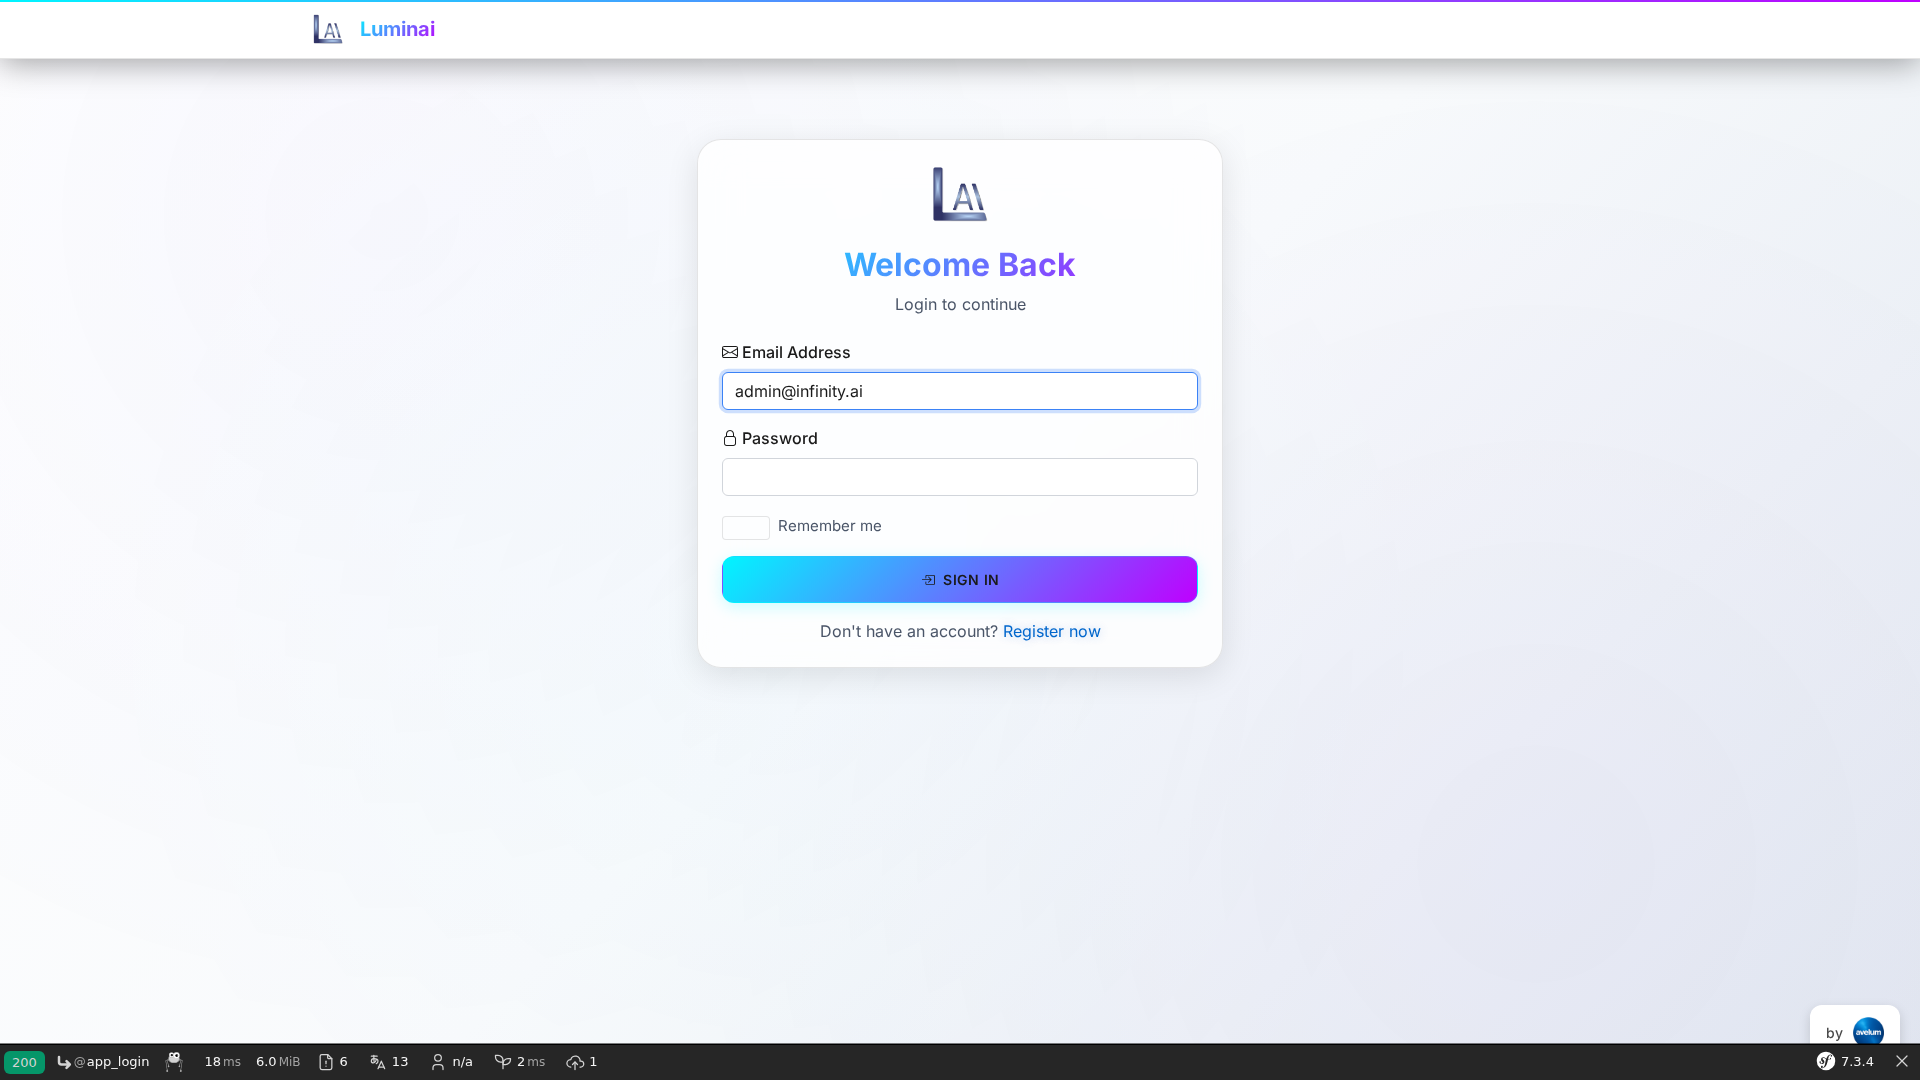 LAI Luminai
LAI
Welcome Back
Login to continue
Email Address
admin@infinity.ai
Password
Remember me
SIGN IN
Don't have an account? Register now
by avelum
200 @app_login 18 ms 6.0 MiB 6 13 n/a 2 ms 1 sf 7.3.4